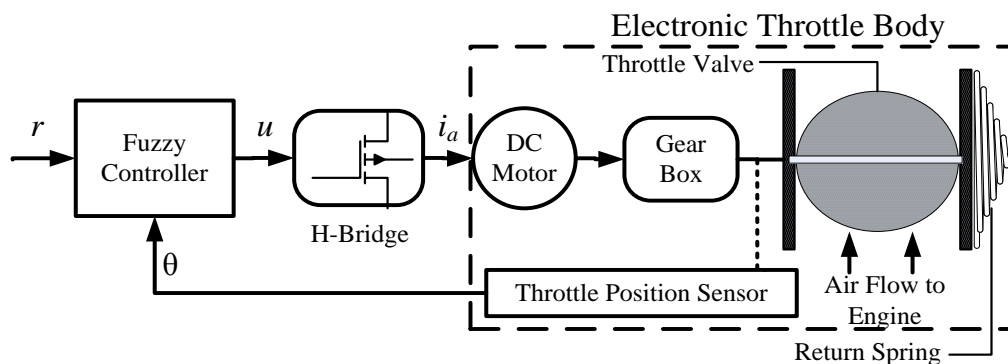 Electronic Throttle Body
Throttle Valve
r
Fuzzy
Controller
u
H-Bridge
i_a
DC
Motor
Gear
Box
θ
Throttle Position Sensor
Air Flow to
Engine
Return Spring